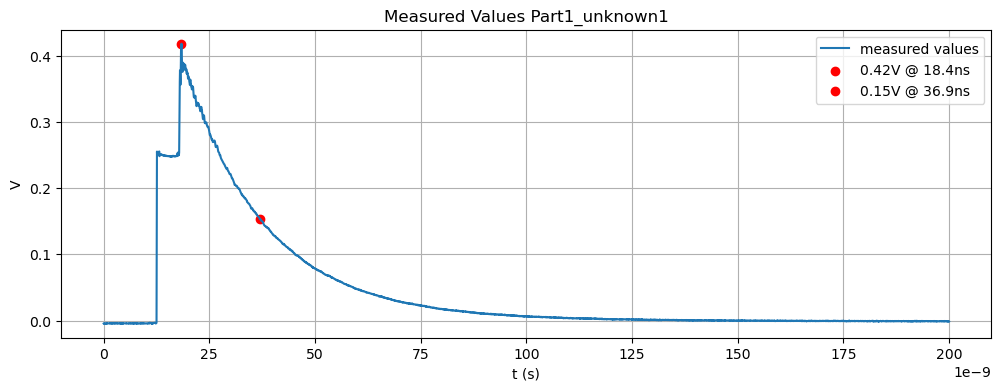 Measured Values Part1_unknown1
measured values
0.42V @ 18.4ns
0.15V @ 36.9ns
V
0.4
0.3
0.2
0.1
0.0
0 25 50 75 100 125 150 175 200
t (s)
1e−9